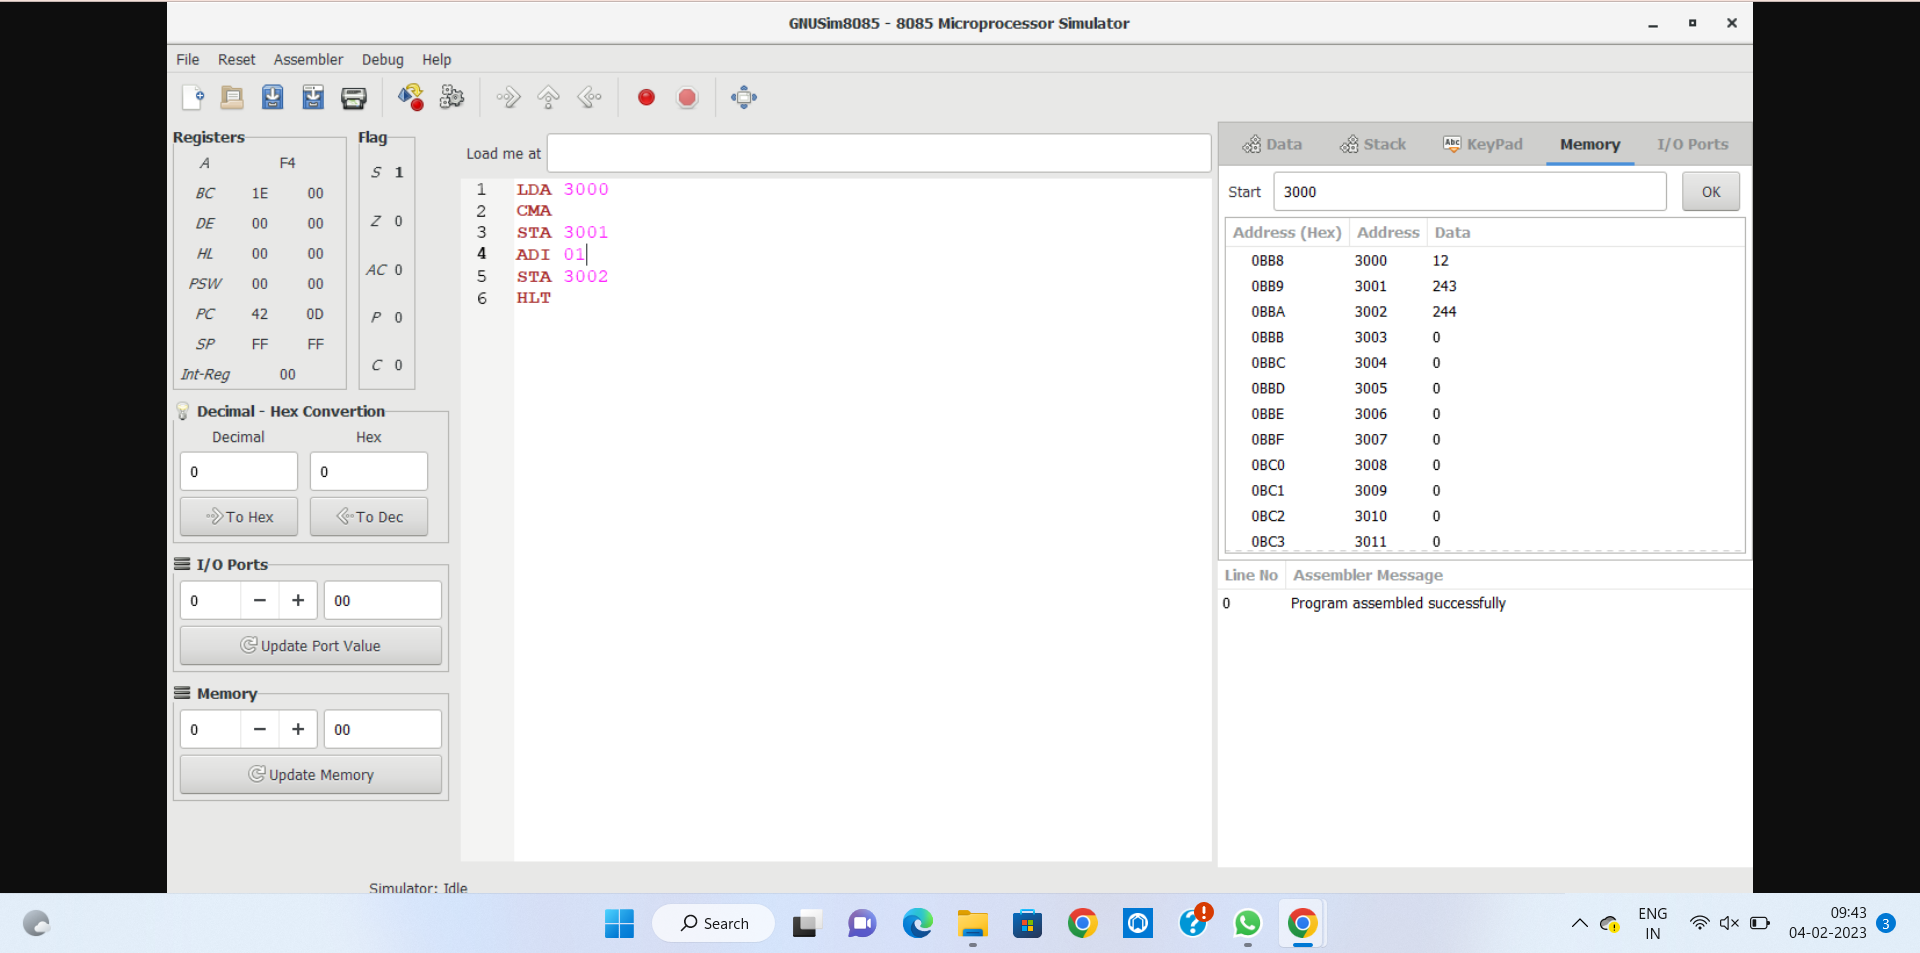 GNUSim8085 - 8085 Microprocessor Simulator
File Reset Assembler Debug Help
Registers
A F4
BC 1E 00
DE 00 00
HL 00 00
PSW 00 00
PC 42 0D
SP FF FF
Int-Reg 00
Flag
S 1
Z 0
AC 0
P 0
C 0
Decimal - Hex Convertion
Decimal Hex
0 0
To Hex To Dec
I/O Ports
0 − + 00
Update Port Value
Memory
0 − + 00
Update Memory
Simulator: Idle
Load me at
1 LDA 3000
2 CMA
3 STA 3001
4 ADI 01
5 STA 3002
6 HLT
Data Stack Abc KeyPad Memory I/O Ports
Start 3000 OK
Address (Hex) Address Data
0BB8 3000 12
0BB9 3001 243
0BBA 3002 244
0BBB 3003 0
0BBC 3004 0
0BBD 3005 0
0BBE 3006 0
0BBF 3007 0
0BC0 3008 0
0BC1 3009 0
0BC2 3010 0
0BC3 3011 0
Line No Assembler Message
0 Program assembled successfully
Search
ENG
IN
09:43
04-02-2023
3